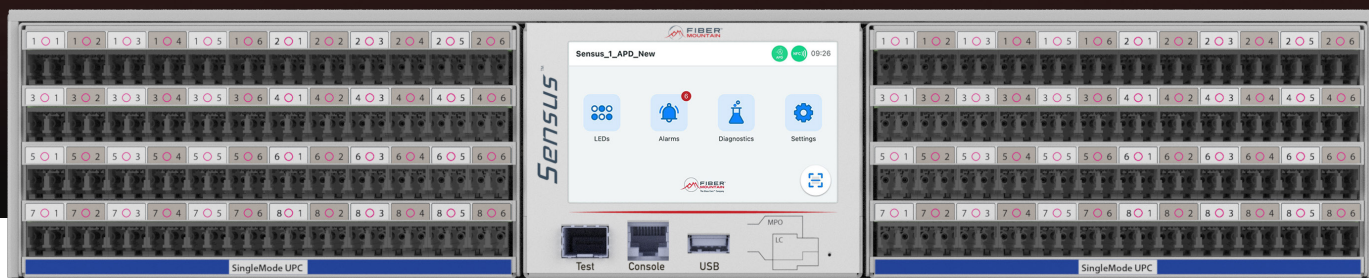 1 1 1 2 1 3 1 4 1 5 1 6 2 1 2 2 2 3 2 4 2 5 2 6
3 1 3 2 3 3 3 4 3 5 3 6 4 1 4 2 4 3 4 4 4 5 4 6
5 1 5 2 5 3 5 4 5 5 5 6 6 1 6 2 6 3 6 4 6 5 6 6
7 1 7 2 7 3 7 4 7 5 7 6 8 1 8 2 8 3 8 4 8 5 8 6
SingleMode UPC
Sensus™
FIBER
MOUNTAIN
Sensus_1_APD_New
09:26
6
LEDs
Alarms
Diagnostics
Settings
FIBER
MOUNTAIN
Test
Console
USB
MPO
LC
1 1 1 2 1 3 1 4 1 5 1 6 2 1 2 2 2 3 2 4 2 5 2 6
3 1 3 2 3 3 3 4 3 5 3 6 4 1 4 2 4 3 4 4 4 5 4 6
5 1 5 2 5 3 5 4 5 5 5 6 6 1 6 2 6 3 6 4 6 5 6 6
7 1 7 2 7 3 7 4 7 5 7 6 8 1 8 2 8 3 8 4 8 5 8 6
SingleMode UPC